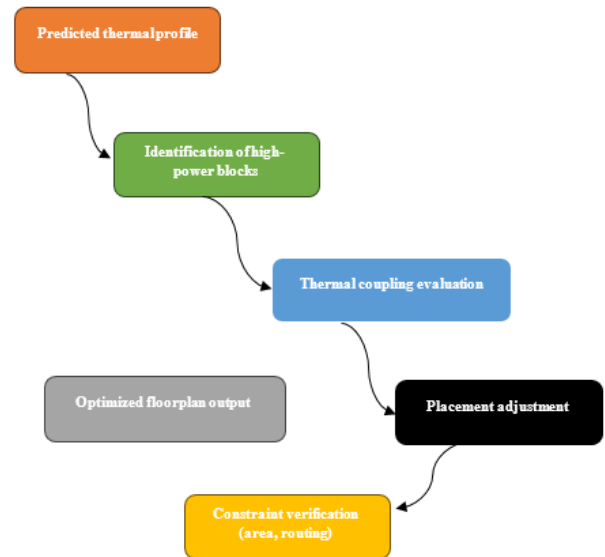 Predicted thermal profile
Identification of high-
power blocks
Thermal coupling evaluation
Optimized floorplan output
Placement adjustment
Constraint verification
(area, routing)